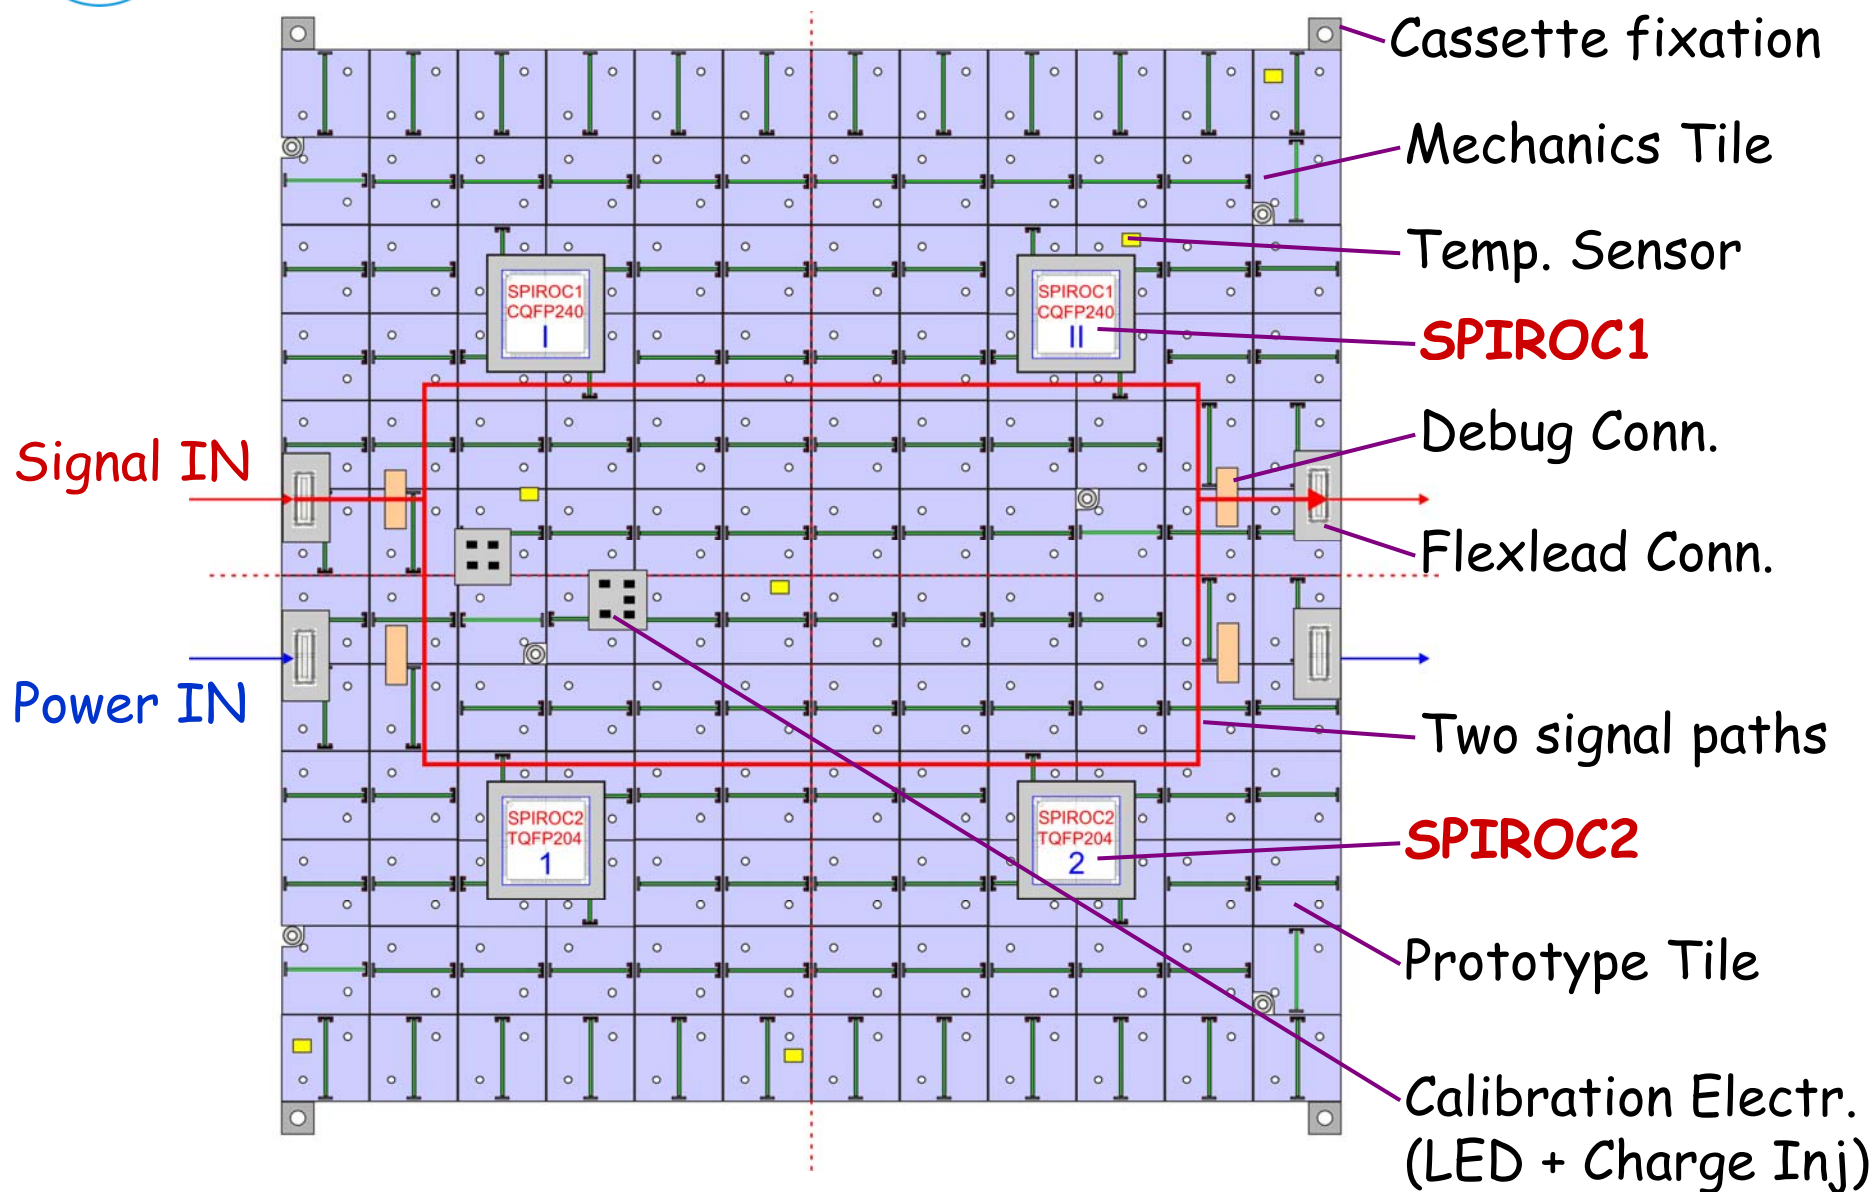 Cassette fixation
Mechanics Tile
Temp. Sensor
SPIROC1
CQFP240
I
SPIROC1
CQFP240
II
SPIROC1
Debug Conn.
Signal IN
Flexlead Conn.
Power IN
Two signal paths
SPIROC2
TQFP204
1
SPIROC2
TQFP204
2
SPIROC2
Prototype Tile
Calibration Electr.
(LED + Charge Inj)